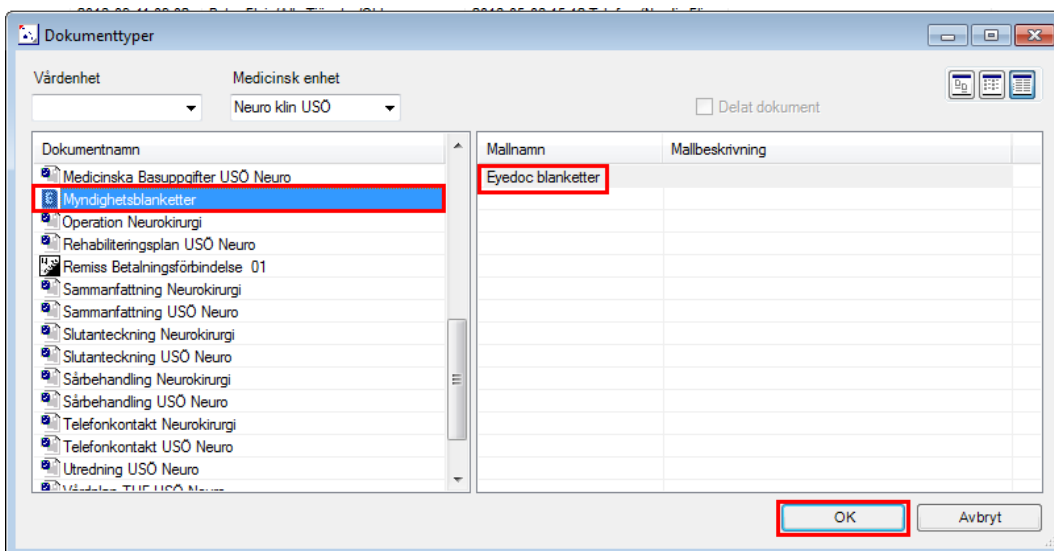 Dokumenttyper
Vårdenhet
Medicinsk enhet
Neuro klin USÖ
Delat dokument
Dokumentnamn
Medicinska Basuppgifter USÖ Neuro
Myndighetsblanketter
Operation Neurokirurgi
Rehabiliteringsplan USÖ Neuro
Remiss Betalningsförbindelse 01
Sammanfattning Neurokirurgi
Sammanfattning USÖ Neuro
Slutanteckning Neurokirurgi
Slutanteckning USÖ Neuro
Sårbehandling Neurokirurgi
Sårbehandling USÖ Neuro
Telefonkontakt Neurokirurgi
Telefonkontakt USÖ Neuro
Utredning USÖ Neuro
Mallnamn
Mallbeskrivning
Eyedoc blanketter
OK
Avbryt